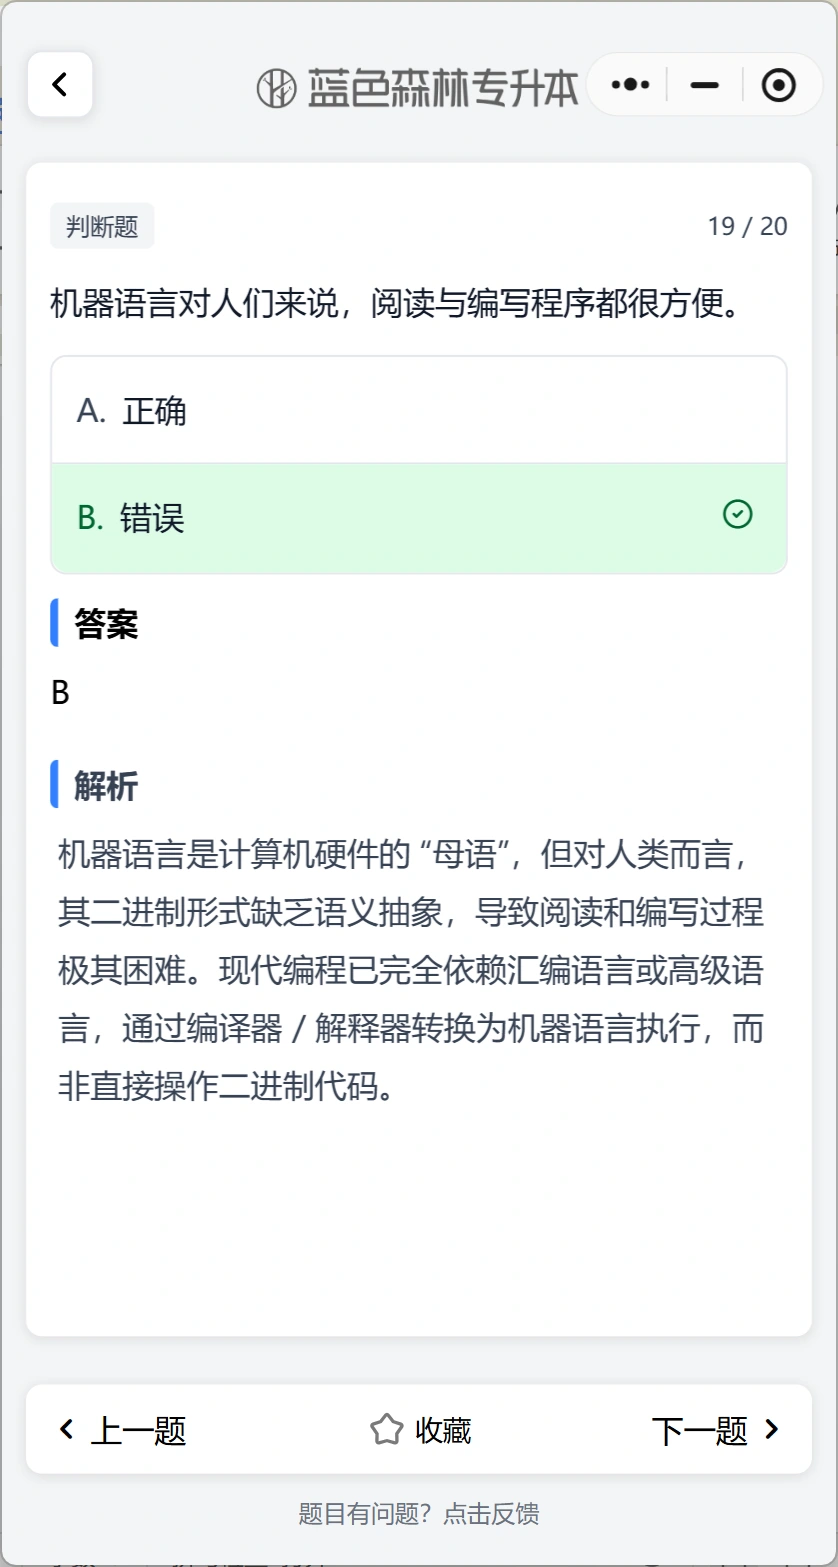 蓝色森林专升本
判断题
19 / 20
机器语言对人们来说，阅读与编写程序都很方便。
A. 正确
B. 错误
答案
B
解析
机器语言是计算机硬件的 “母语”，但对人类而言，
其二进制形式缺乏语义抽象，导致阅读和编写过程
极其困难。现代编程已完全依赖汇编语言或高级语
言，通过编译器 / 解释器转换为机器语言执行，而
非直接操作二进制代码。
上一题
收藏
下一题
题目有问题？点击反馈